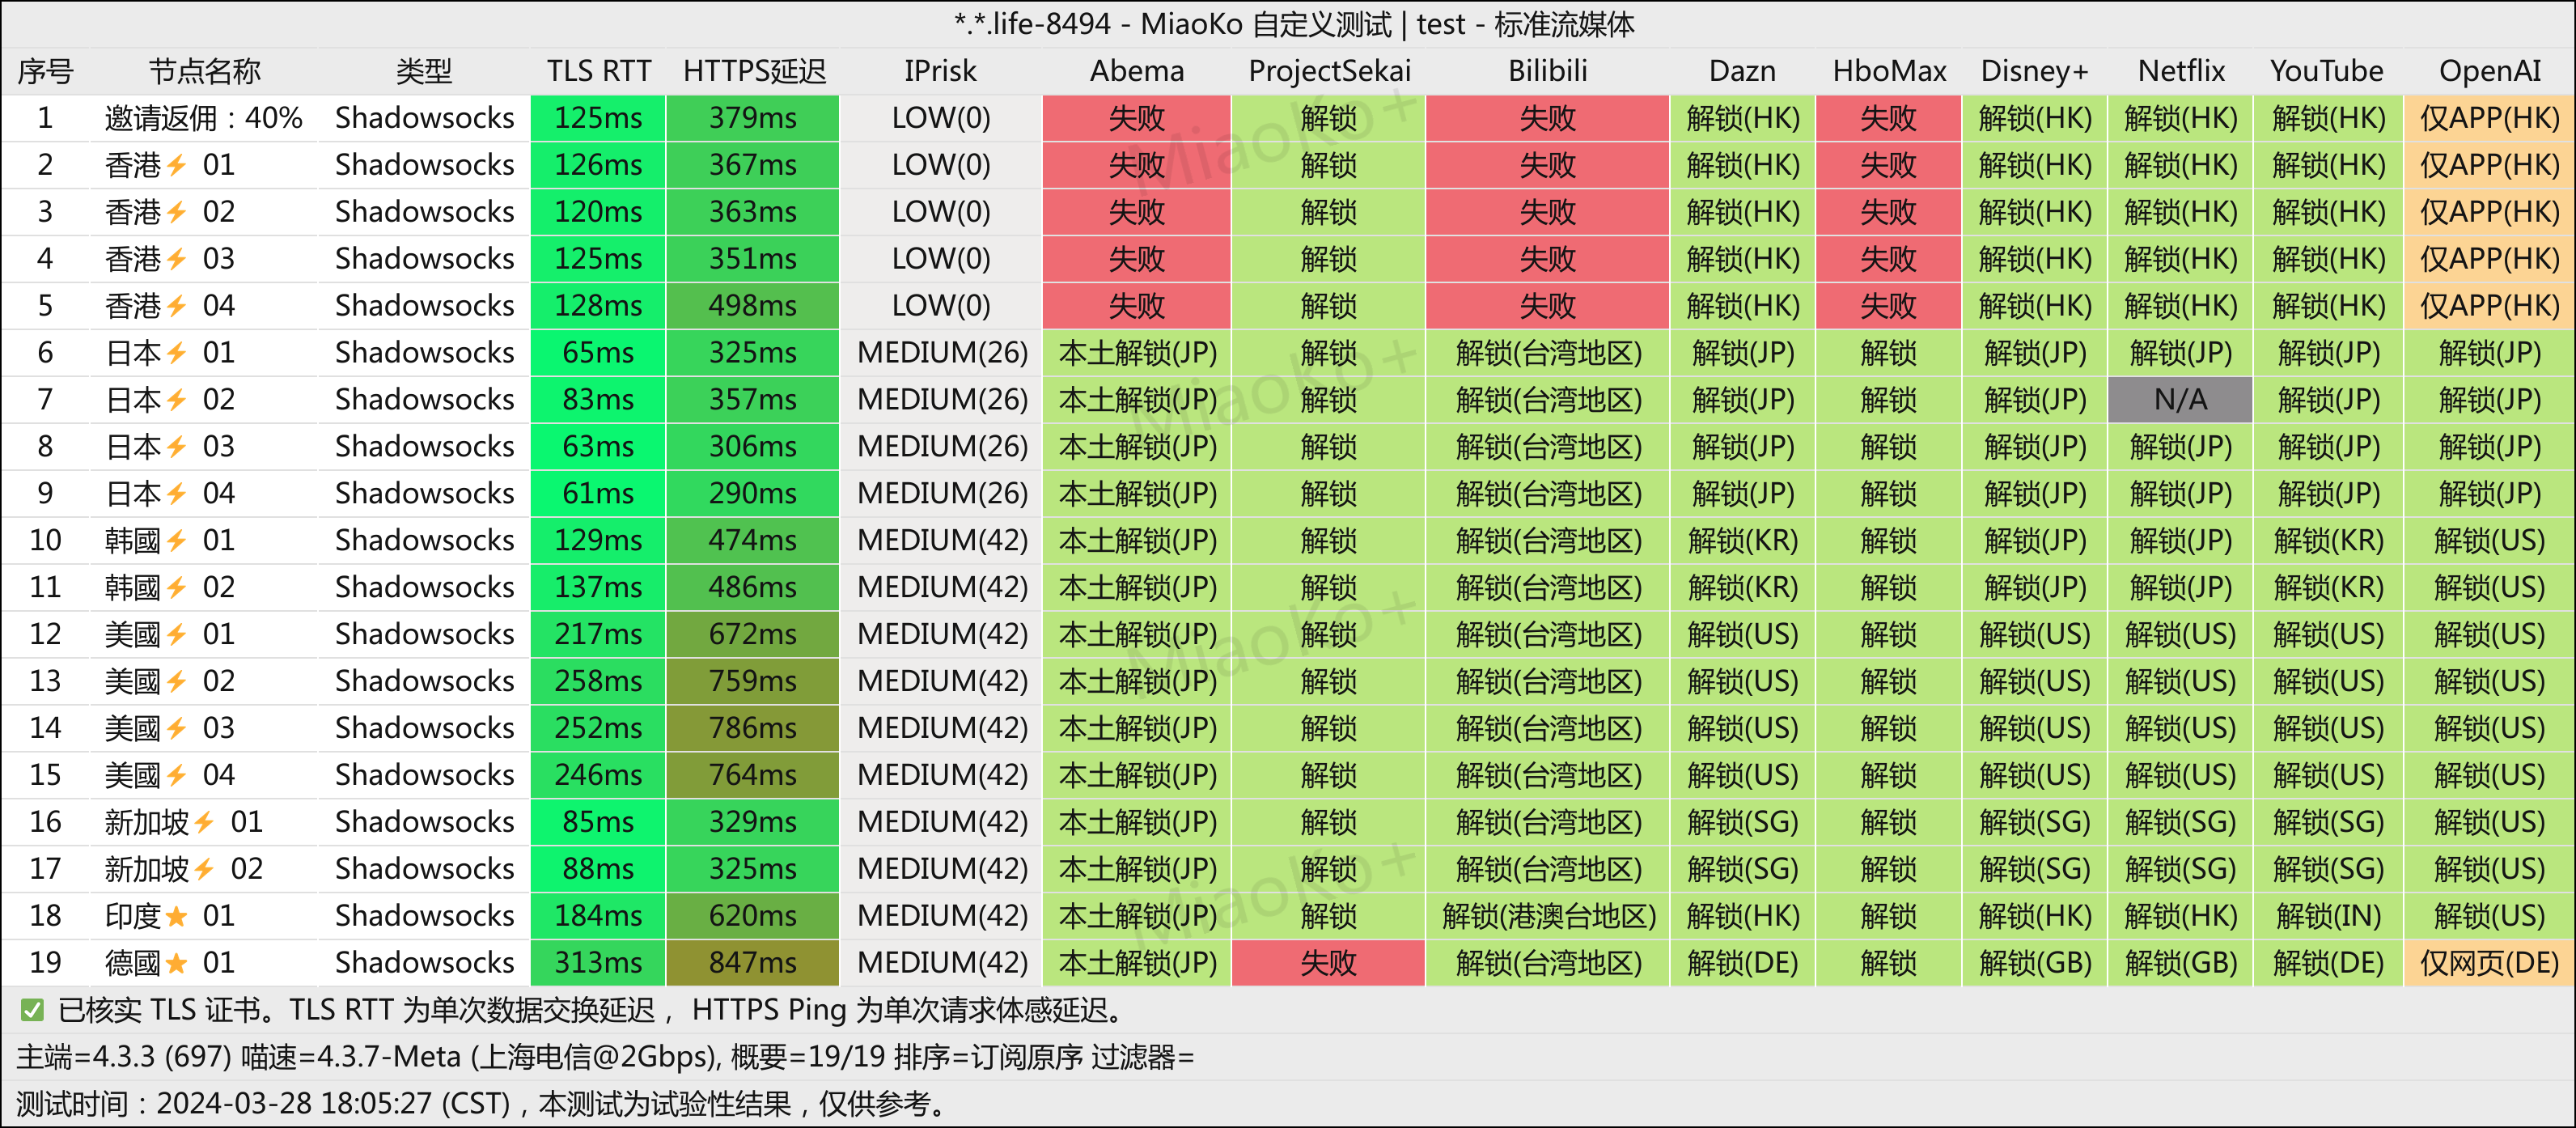 *.*.life-8494 - MiaoKo 自定义测试 | test - 标准流媒体
序号 节点名称 类型 TLS RTT HTTPS延迟 IPrisk Abema ProjectSekai Bilibili Dazn HboMax Disney+ Netflix YouTube OpenAI
1 邀请返佣：40% Shadowsocks 125ms 379ms LOW(0) 失败 解锁 失败 解锁(HK) 失败 解锁(HK) 解锁(HK) 解锁(HK) 仅APP(HK)
2 香港⚡ 01 Shadowsocks 126ms 367ms LOW(0) 失败 解锁 失败 解锁(HK) 失败 解锁(HK) 解锁(HK) 解锁(HK) 仅APP(HK)
3 香港⚡ 02 Shadowsocks 120ms 363ms LOW(0) 失败 解锁 失败 解锁(HK) 失败 解锁(HK) 解锁(HK) 解锁(HK) 仅APP(HK)
4 香港⚡ 03 Shadowsocks 125ms 351ms LOW(0) 失败 解锁 失败 解锁(HK) 失败 解锁(HK) 解锁(HK) 解锁(HK) 仅APP(HK)
5 香港⚡ 04 Shadowsocks 128ms 498ms LOW(0) 失败 解锁 失败 解锁(HK) 失败 解锁(HK) 解锁(HK) 解锁(HK) 仅APP(HK)
6 日本⚡ 01 Shadowsocks 65ms 325ms MEDIUM(26) 本土解锁(JP) 解锁 解锁(台湾地区) 解锁(JP) 解锁 解锁(JP) 解锁(JP) 解锁(JP) 解锁(JP)
7 日本⚡ 02 Shadowsocks 83ms 357ms MEDIUM(26) 本土解锁(JP) 解锁 解锁(台湾地区) 解锁(JP) 解锁 解锁(JP) N/A 解锁(JP) 解锁(JP)
8 日本⚡ 03 Shadowsocks 63ms 306ms MEDIUM(26) 本土解锁(JP) 解锁 解锁(台湾地区) 解锁(JP) 解锁 解锁(JP) 解锁(JP) 解锁(JP) 解锁(JP)
9 日本⚡ 04 Shadowsocks 61ms 290ms MEDIUM(26) 本土解锁(JP) 解锁 解锁(台湾地区) 解锁(JP) 解锁 解锁(JP) 解锁(JP) 解锁(JP) 解锁(JP)
10 韩國⚡ 01 Shadowsocks 129ms 474ms MEDIUM(42) 本土解锁(JP) 解锁 解锁(台湾地区) 解锁(KR) 解锁 解锁(JP) 解锁(JP) 解锁(KR) 解锁(US)
11 韩國⚡ 02 Shadowsocks 137ms 486ms MEDIUM(42) 本土解锁(JP) 解锁 解锁(台湾地区) 解锁(KR) 解锁 解锁(JP) 解锁(JP) 解锁(KR) 解锁(US)
12 美國⚡ 01 Shadowsocks 217ms 672ms MEDIUM(42) 本土解锁(JP) 解锁 解锁(台湾地区) 解锁(US) 解锁 解锁(US) 解锁(US) 解锁(US) 解锁(US)
13 美國⚡ 02 Shadowsocks 258ms 759ms MEDIUM(42) 本土解锁(JP) 解锁 解锁(台湾地区) 解锁(US) 解锁 解锁(US) 解锁(US) 解锁(US) 解锁(US)
14 美國⚡ 03 Shadowsocks 252ms 786ms MEDIUM(42) 本土解锁(JP) 解锁 解锁(台湾地区) 解锁(US) 解锁 解锁(US) 解锁(US) 解锁(US) 解锁(US)
15 美國⚡ 04 Shadowsocks 246ms 764ms MEDIUM(42) 本土解锁(JP) 解锁 解锁(台湾地区) 解锁(US) 解锁 解锁(US) 解锁(US) 解锁(US) 解锁(US)
16 新加坡⚡ 01 Shadowsocks 85ms 329ms MEDIUM(42) 本土解锁(JP) 解锁 解锁(台湾地区) 解锁(SG) 解锁 解锁(SG) 解锁(SG) 解锁(SG) 解锁(US)
17 新加坡⚡ 02 Shadowsocks 88ms 325ms MEDIUM(42) 本土解锁(JP) 解锁 解锁(台湾地区) 解锁(SG) 解锁 解锁(SG) 解锁(SG) 解锁(SG) 解锁(US)
18 印度⭐ 01 Shadowsocks 184ms 620ms MEDIUM(42) 本土解锁(JP) 解锁 解锁(港澳台地区) 解锁(HK) 解锁 解锁(HK) 解锁(HK) 解锁(IN) 解锁(US)
19 德國⭐ 01 Shadowsocks 313ms 847ms MEDIUM(42) 本土解锁(JP) 失败 解锁(台湾地区) 解锁(DE) 解锁 解锁(GB) 解锁(GB) 解锁(DE) 仅网页(DE)
✅ 已核实 TLS 证书。TLS RTT 为单次数据交换延迟， HTTPS Ping 为单次请求体感延迟。
主端=4.3.3 (697) 喵速=4.3.7-Meta (上海电信@2Gbps), 概要=19/19 排序=订阅原序 过滤器=
测试时间：2024-03-28 18:05:27 (CST)，本测试为试验性结果，仅供参考。
MiaoKo+
MiaoKo+
MiaoKo+
MiaoKo+